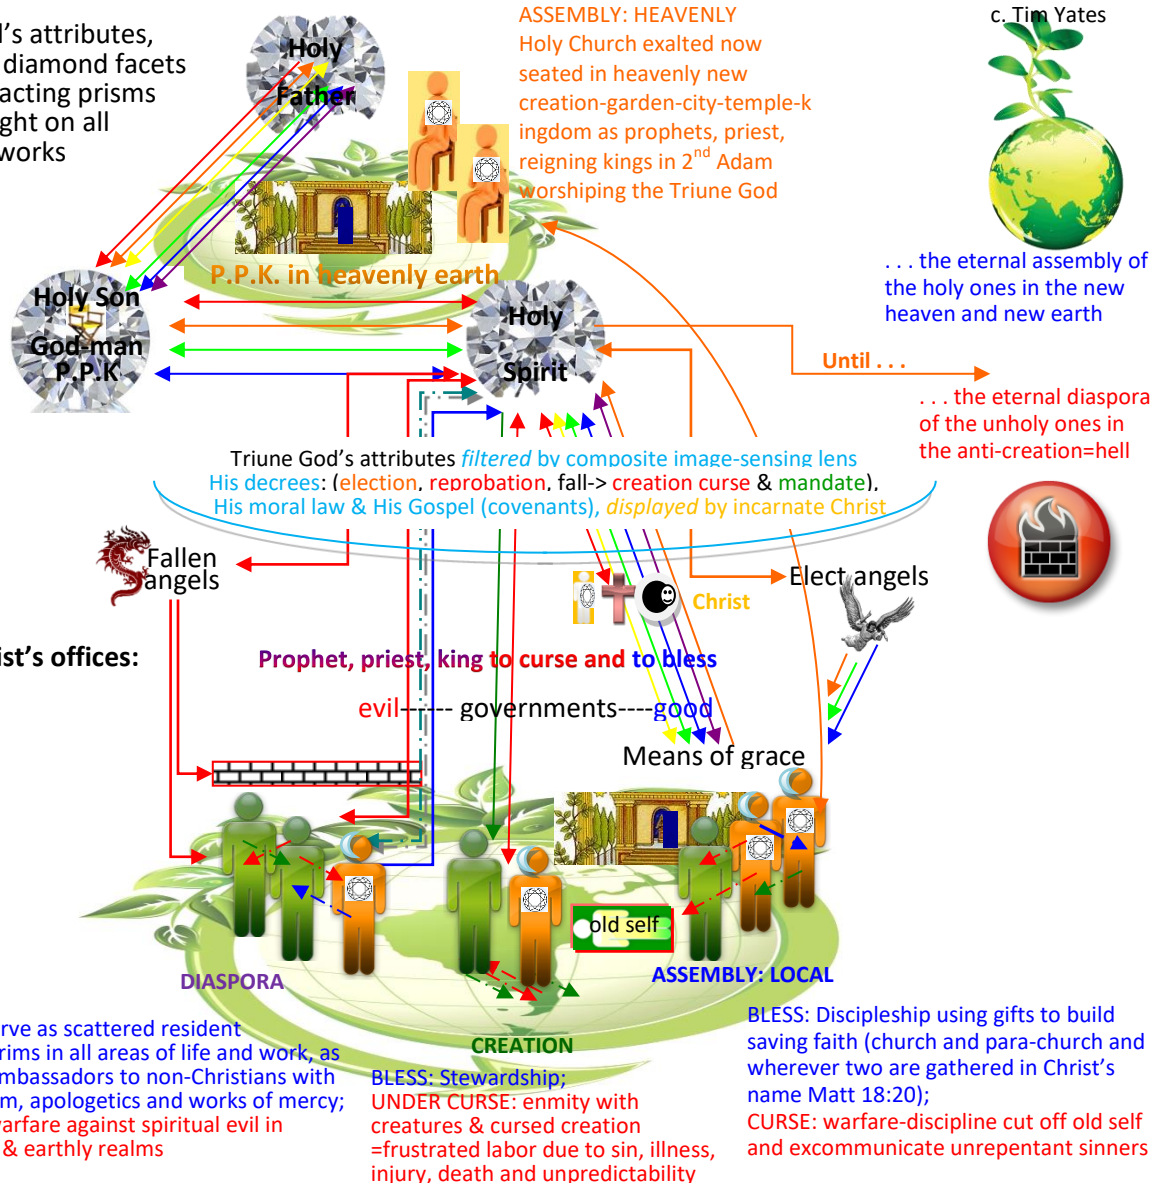 l's attributes,
diamond facets
acting prisms
ght on all
works
Holy
Father
ASSEMBLY: HEAVENLY
Holy Church exalted now
seated in heavenly new
creation-garden-city-temple-k
ingdom as prophets, priest,
reigning kings in 2nd Adam
worshiping the Triune God
c. Tim Yates
. . . the eternal assembly of
the holy ones in the new
heaven and new earth
P.P.K. in heavenly earth
Holy Son
God-man
P.P.K
Holy
Spirit
Until . . .
. . . the eternal diaspora
of the unholy ones in
the anti-creation=hell
Triune God's attributes filtered by composite image-sensing lens
His decrees: (election, reprobation, fall-> creation curse & mandate),
His moral law & His Gospel (covenants), displayed by incarnate Christ
Fallen
angels
Elect angels
Christ
ist's offices:
Prophet, priest, king to curse and to bless
evil------ governments----good
Means of grace
old self
DIASPORA
ASSEMBLY: LOCAL
CREATION
rve as scattered resident
rims in all areas of life and work, as
mbassadors to non-Christians with
m, apologetics and works of mercy;
warfare against spiritual evil in
& earthly realms
BLESS: Stewardship;
UNDER CURSE: enmity with
creatures & cursed creation
=frustrated labor due to sin, illness,
injury, death and unpredictability
BLESS: Discipleship using gifts to build
saving faith (church and para-church and
wherever two are gathered in Christ's
name Matt 18:20);
CURSE: warfare-discipline cut off old self
and excommunicate unrepentant sinners